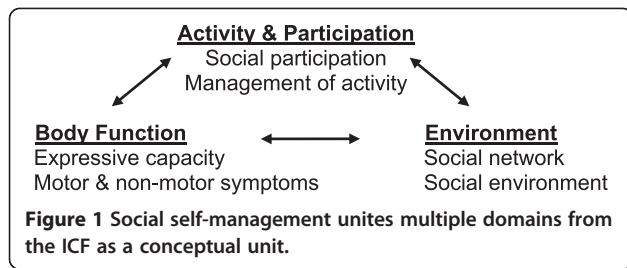 Activity & Participation
Social participation
Management of activity
Body Function
Expressive capacity
Motor & non-motor symptoms
Environment
Social network
Social environment
Figure 1 Social self-management unites multiple domains from
the ICF as a conceptual unit.